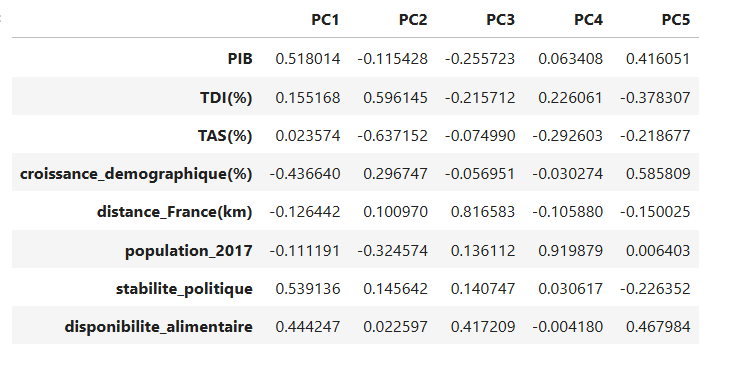 PC1 PC2 PC3 PC4 PC5
PIB 0.518014 -0.115428 -0.255723 0.063408 0.416051
TDI(%) 0.155168 0.596145 -0.215712 0.226061 -0.378307
TAS(%) 0.023574 -0.637152 -0.074990 -0.292603 -0.218677
croissance_demographique(%) -0.436640 0.296747 -0.056951 -0.030274 0.585809
distance_France(km) -0.126442 0.100970 0.816583 -0.105880 -0.150025
population_2017 -0.111191 -0.324574 0.136112 0.919879 0.006403
stabilite_politique 0.539136 0.145642 0.140747 0.030617 -0.226352
disponibilite_alimentaire 0.444247 0.022597 0.417209 -0.004180 0.467984